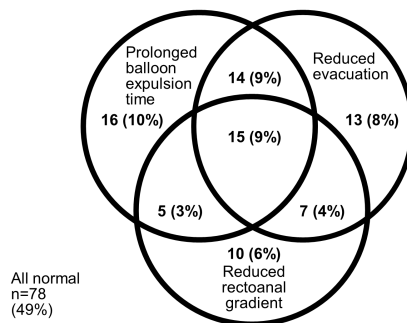 Prolonged
balloon
expulsion
time
16 (10%)
14 (9%)
Reduced
evacuation
13 (8%)
15 (9%)
5 (3%)
7 (4%)
10 (6%)
Reduced
rectoanal
gradient
All normal
n=78
(49%)